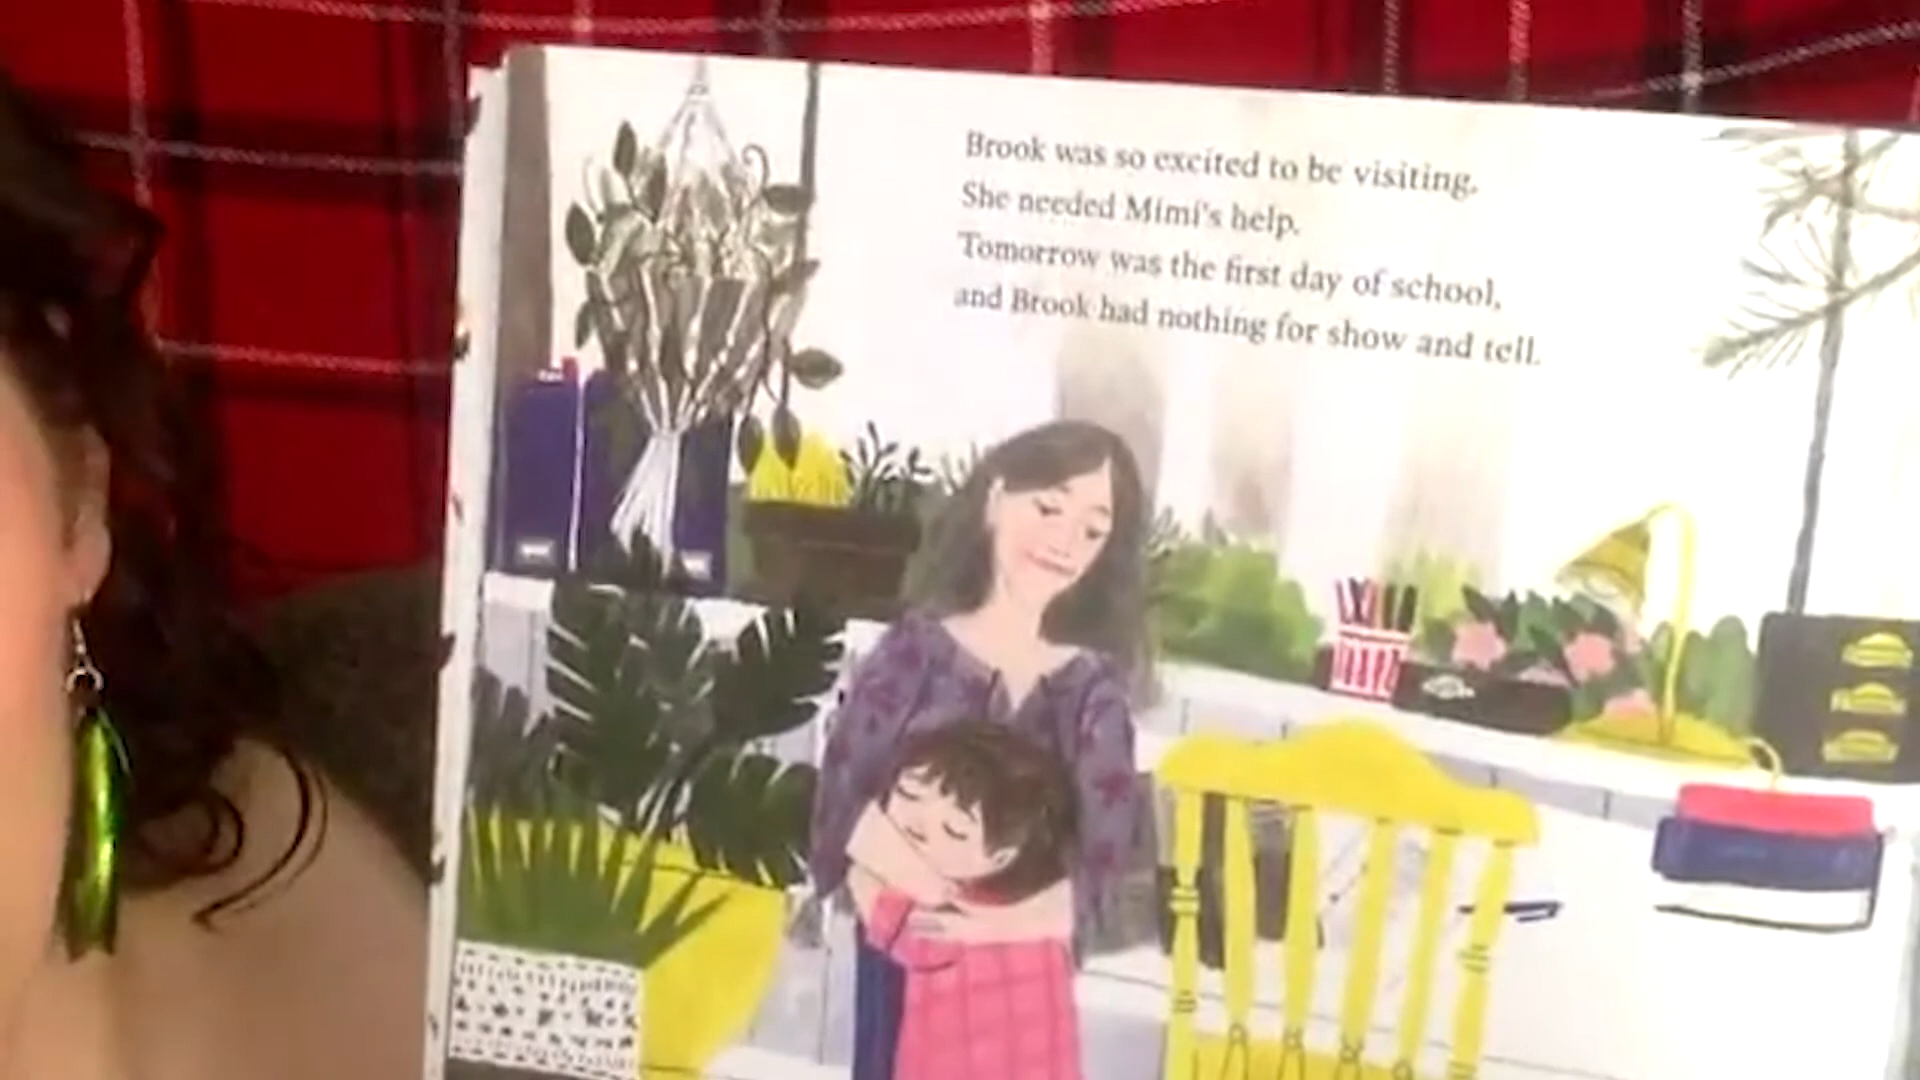 Brook was so excited to be visiting.
She needed Mimi's help.
Tomorrow was the first day of school,
and Brook had nothing for show and tell.